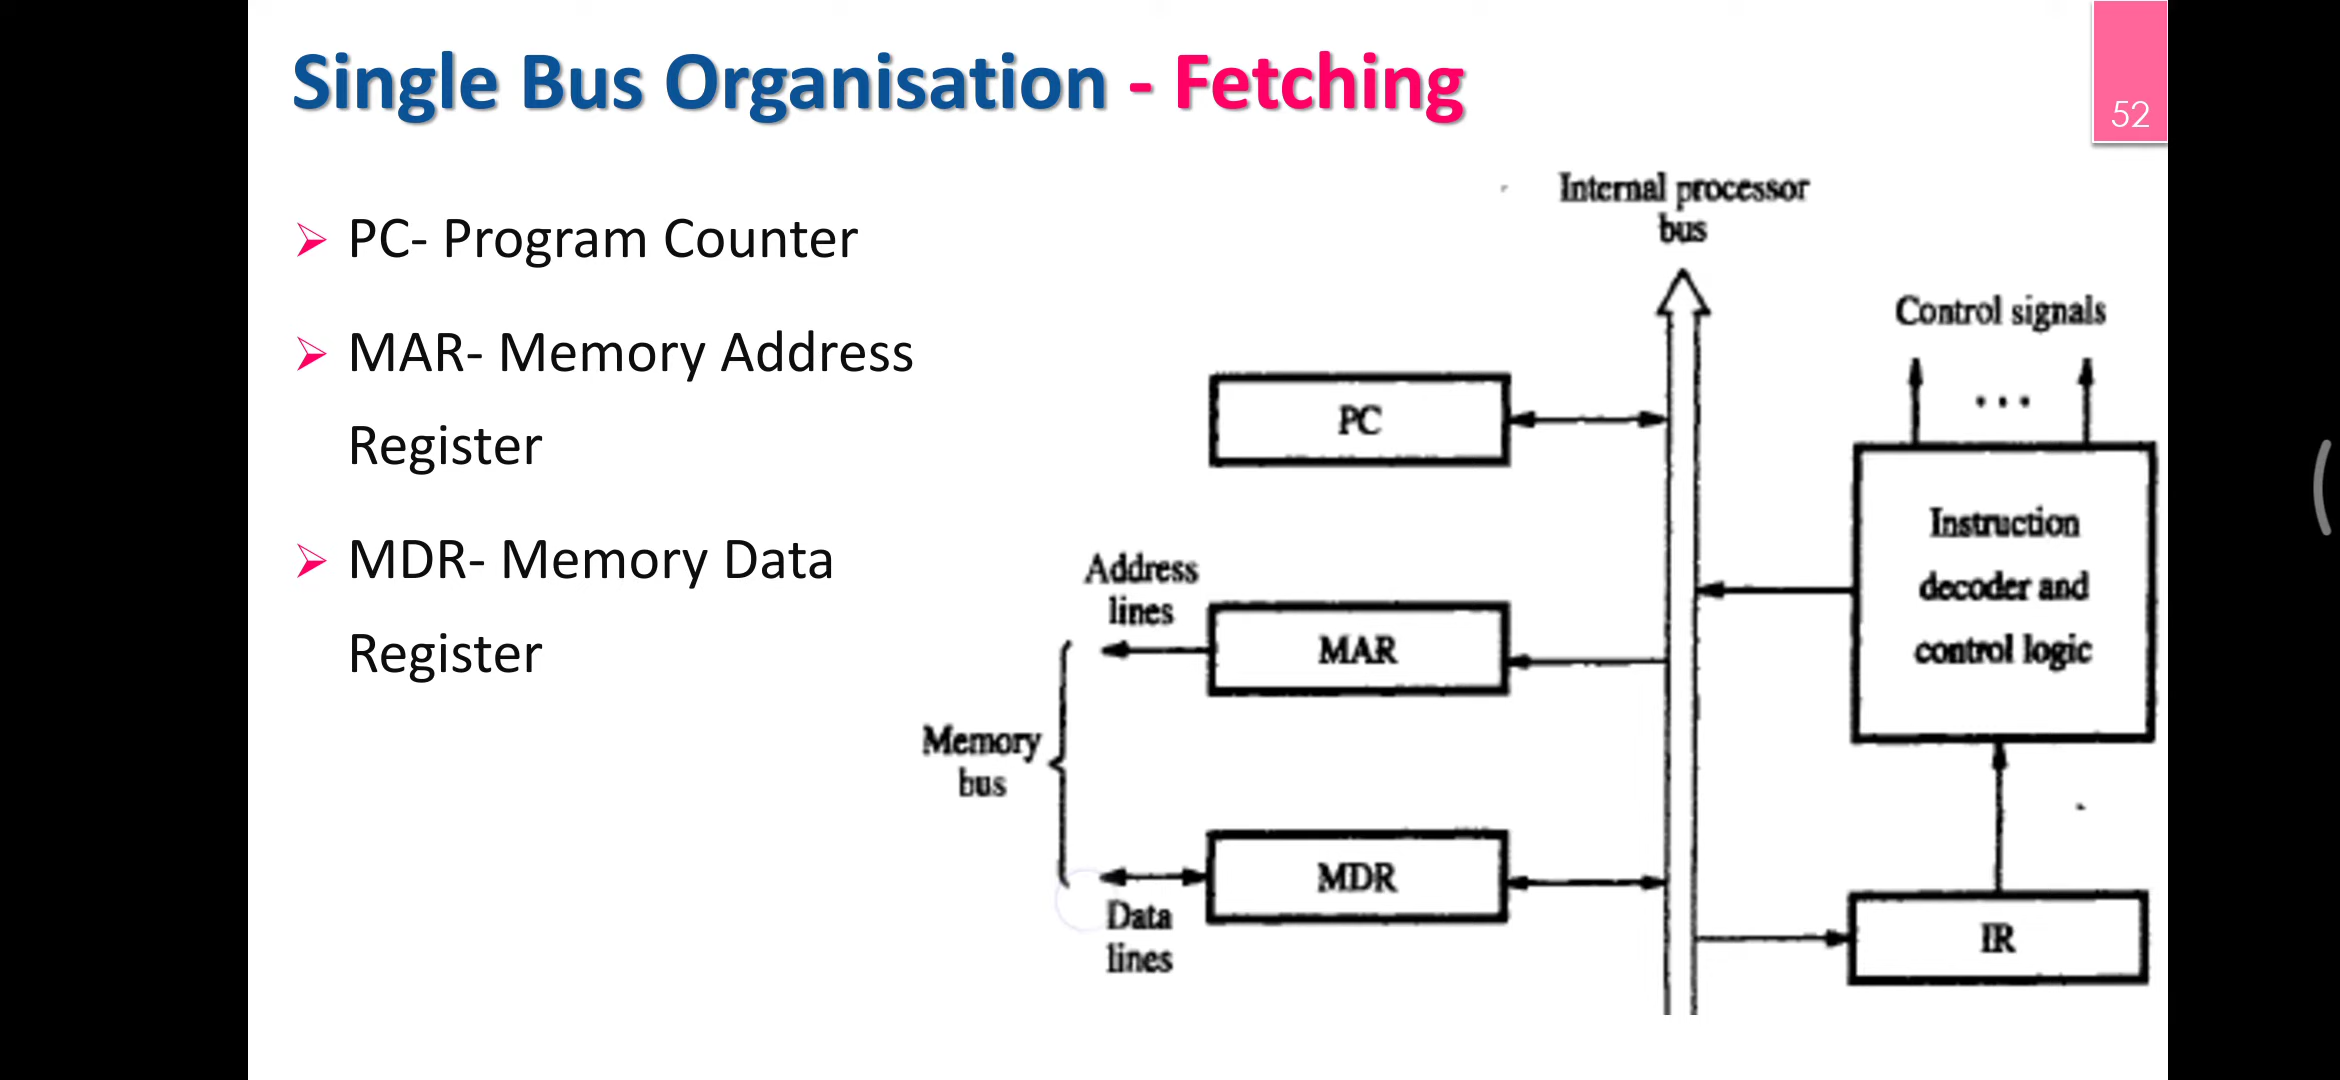 Single Bus Organisation - Fetching
52
PC- Program Counter
MAR- Memory Address
Register
MDR- Memory Data
Register
Internal processor
bus
Control signals
...
PC
Instruction
decoder and
control logic
Address
lines
MAR
Memory
bus
MDR
Data
lines
IR